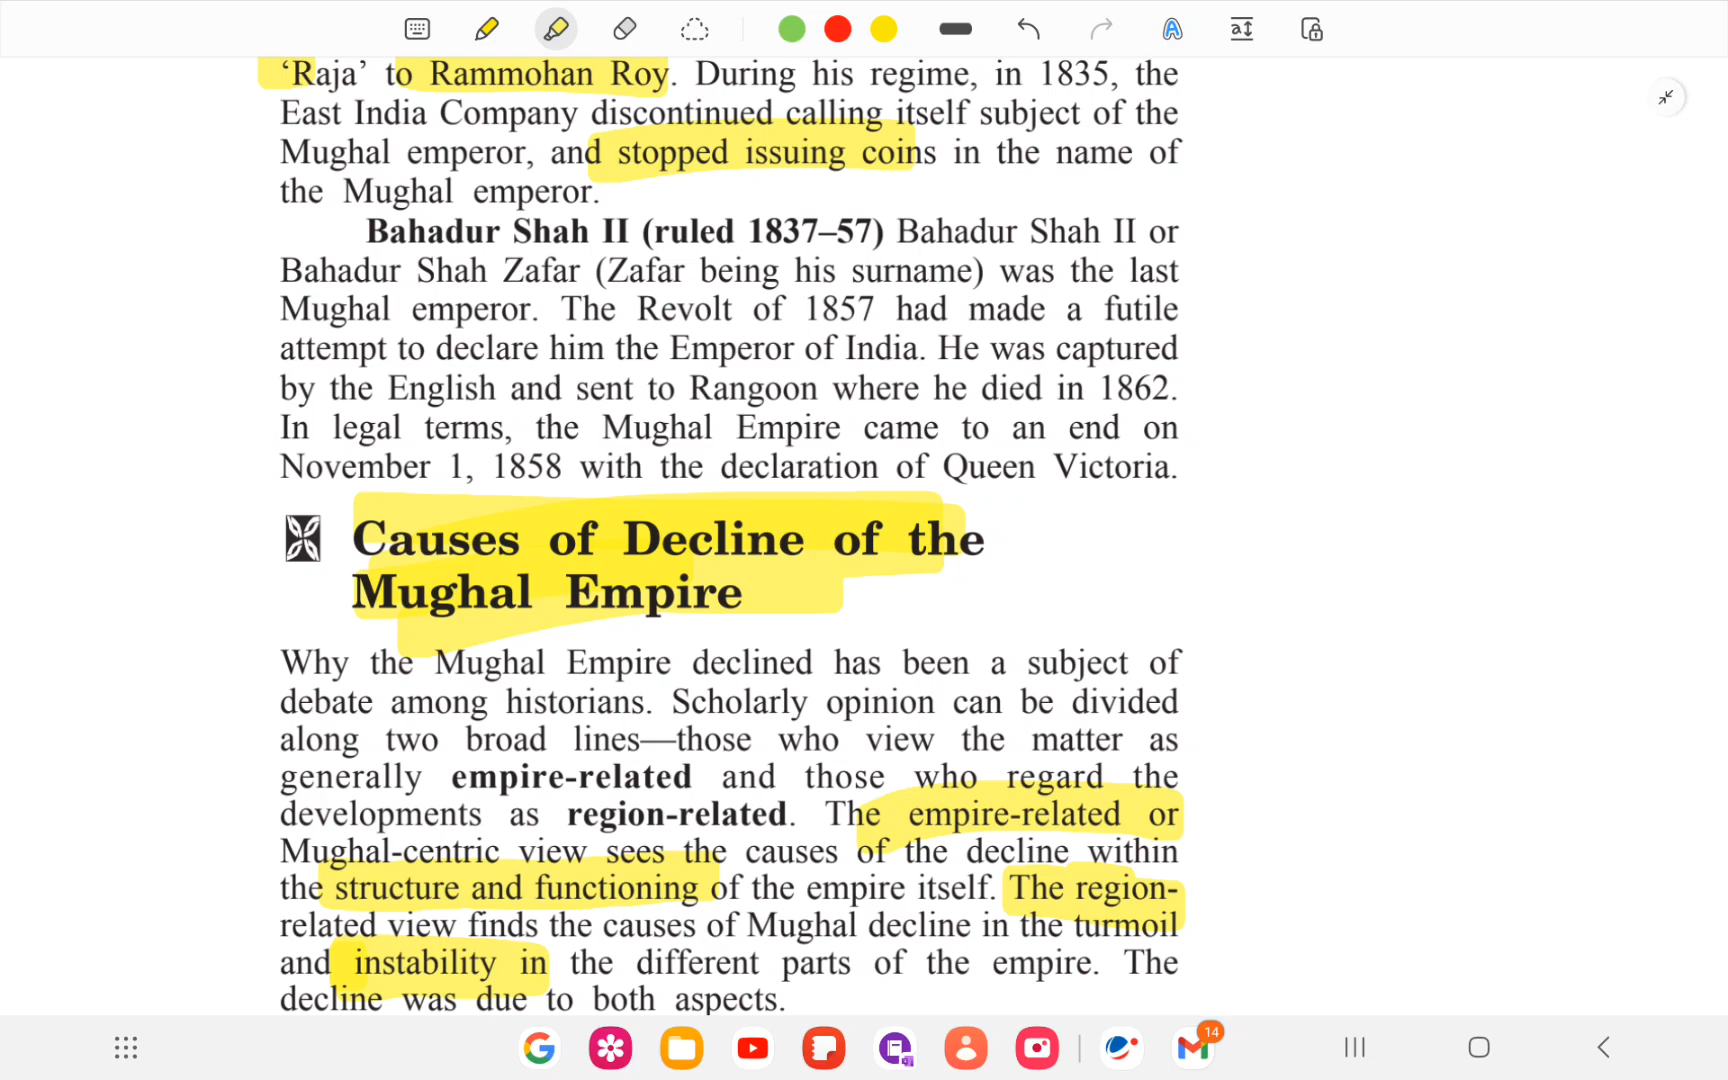 ‘Raja’ to Rammohan Roy. During his regime, in 1835, the
East India Company discontinued calling itself subject of the
Mughal emperor, and stopped issuing coins in the name of
the Mughal emperor.
Bahadur Shah II (ruled 1837–57) Bahadur Shah II or
Bahadur Shah Zafar (Zafar being his surname) was the last
Mughal emperor. The Revolt of 1857 had made a futile
attempt to declare him the Emperor of India. He was captured
by the English and sent to Rangoon where he died in 1862.
In legal terms, the Mughal Empire came to an end on
November 1, 1858 with the declaration of Queen Victoria.
Causes of Decline of the
Mughal Empire
Why the Mughal Empire declined has been a subject of
debate among historians. Scholarly opinion can be divided
along two broad lines—those who view the matter as
generally empire-related and those who regard the
developments as region-related. The empire-related or
Mughal-centric view sees the causes of the decline within
the structure and functioning of the empire itself. The region-
related view finds the causes of Mughal decline in the turmoil
and instability in the different parts of the empire. The
decline was due to both aspects.
14